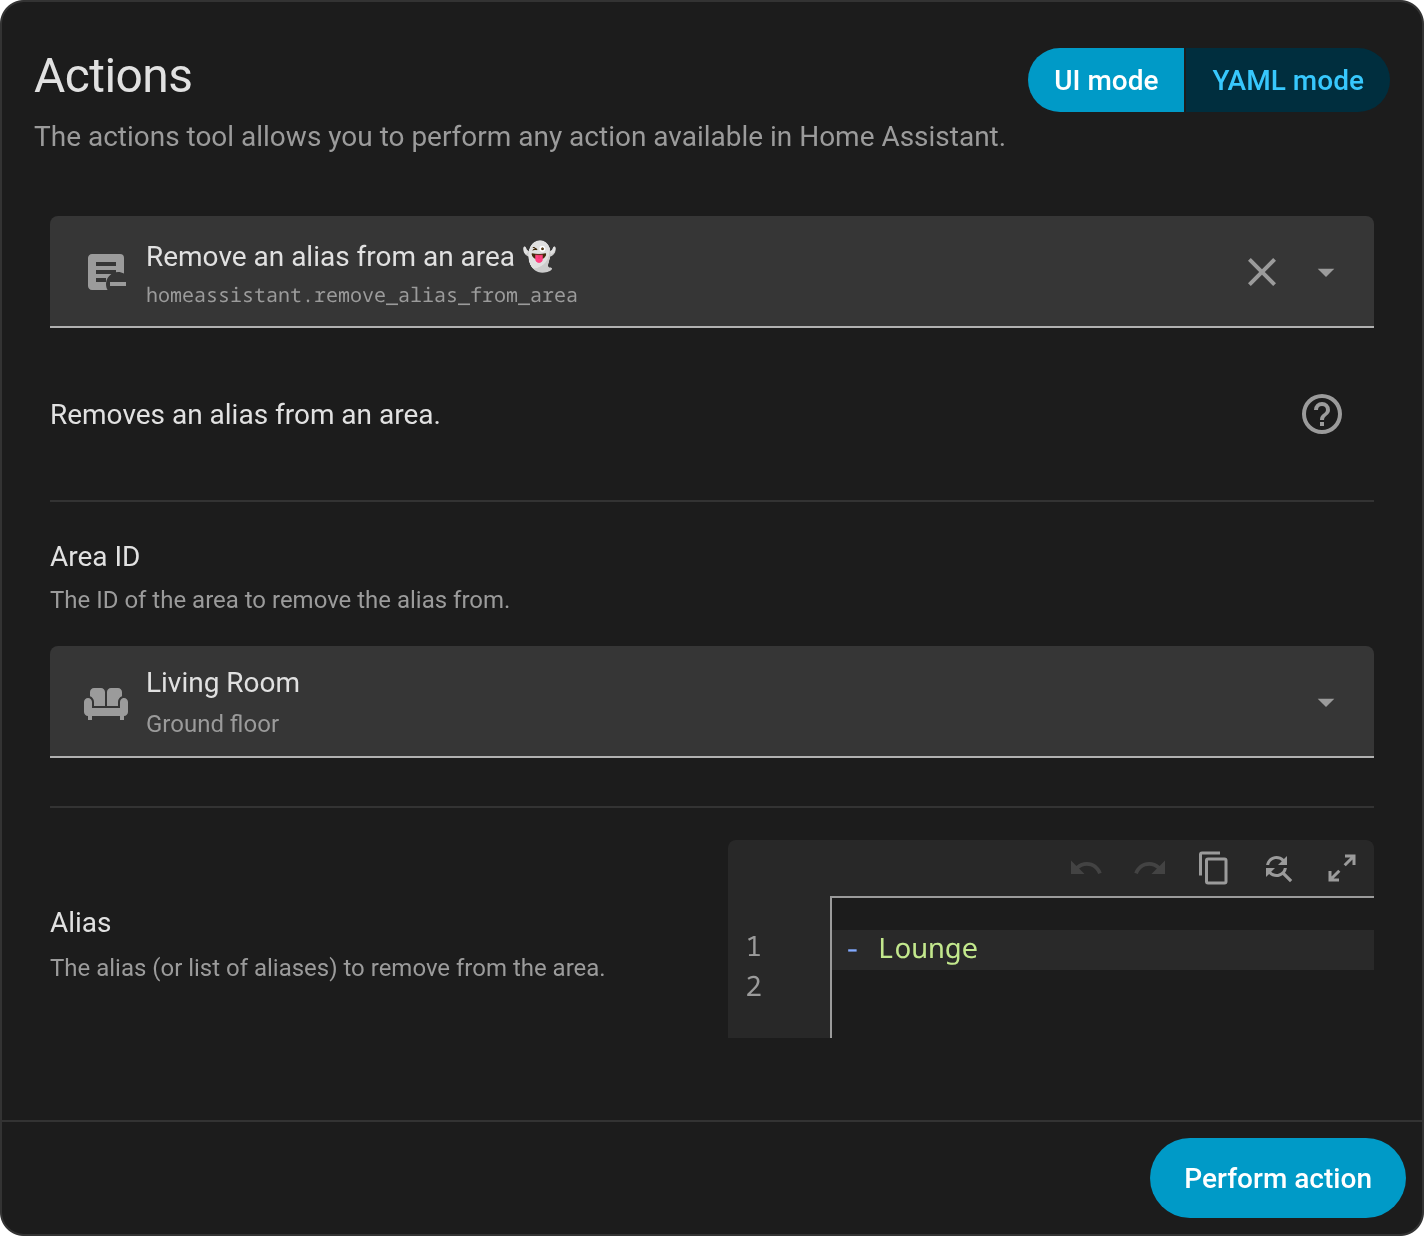 Actions
UI mode
YAML mode
The actions tool allows you to perform any action available in Home Assistant.
Remove an alias from an area 👻
homeassistant.remove_alias_from_area
Removes an alias from an area.
Area ID
The ID of the area to remove the alias from.
Living Room
Ground floor
Alias
The alias (or list of aliases) to remove from the area.
1 - Lounge
2
Perform action